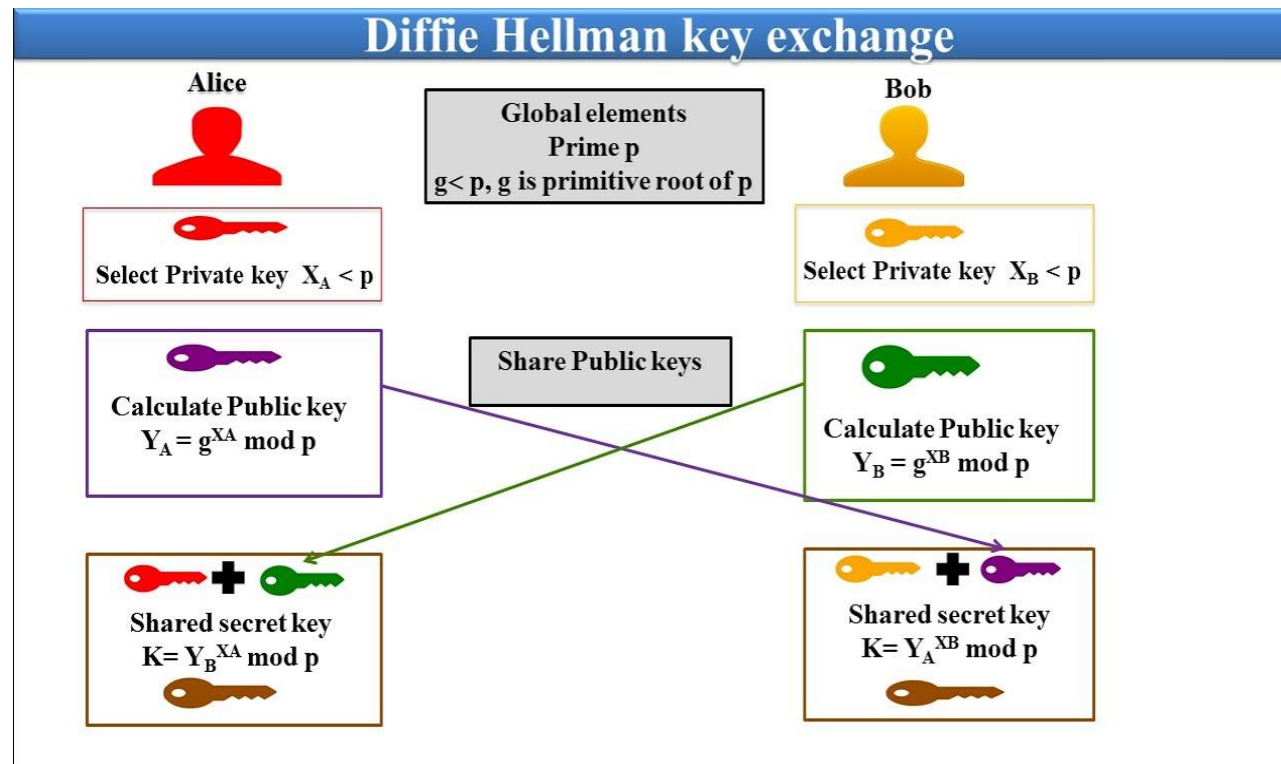 Diffie Hellman key exchange
Alice
Bob
Global elements
Prime p
g< p, g is primitive root of p
Select Private key X_A < p
Select Private key X_B < p
Share Public keys
Calculate Public key
Y_A = g^XA mod p
Calculate Public key
Y_B = g^XB mod p
Shared secret key
K= Y_B^XA mod p
Shared secret key
K= Y_A^XB mod p